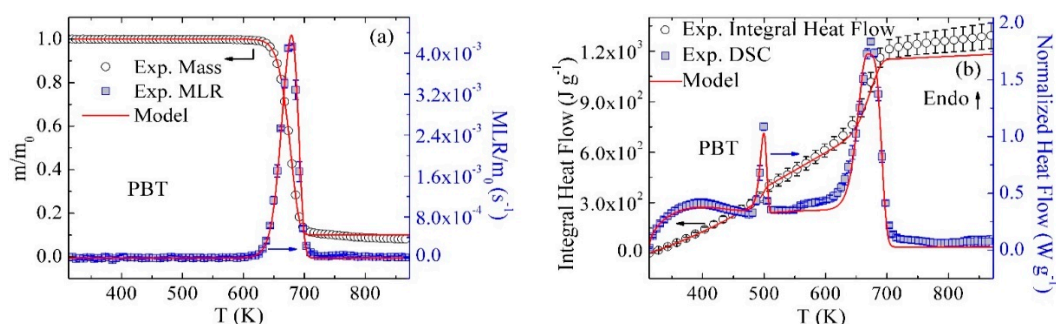 (a)
1.0
0.8
0.6
0.4
0.2
0.0
m/m₀
Exp. Mass
Exp. MLR
Model
PBT
4.0x10⁻³
3.2x10⁻³
2.4x10⁻³
1.6x10⁻³
8.0x10⁻⁴
0.0
MLR/m₀ (s⁻¹)
400 500 600 700 800
T (K)
(b)
1.2x10³
9.0x10²
6.0x10²
3.0x10²
0.0
Integral Heat Flow (J g⁻¹)
Exp. Integral Heat Flow
Exp. DSC
Model
Endo ↑
PBT
2.0
1.5
1.0
0.5
0.0
Normalized Heat Flow (W g⁻¹)
400 500 600 700 800
T (K)